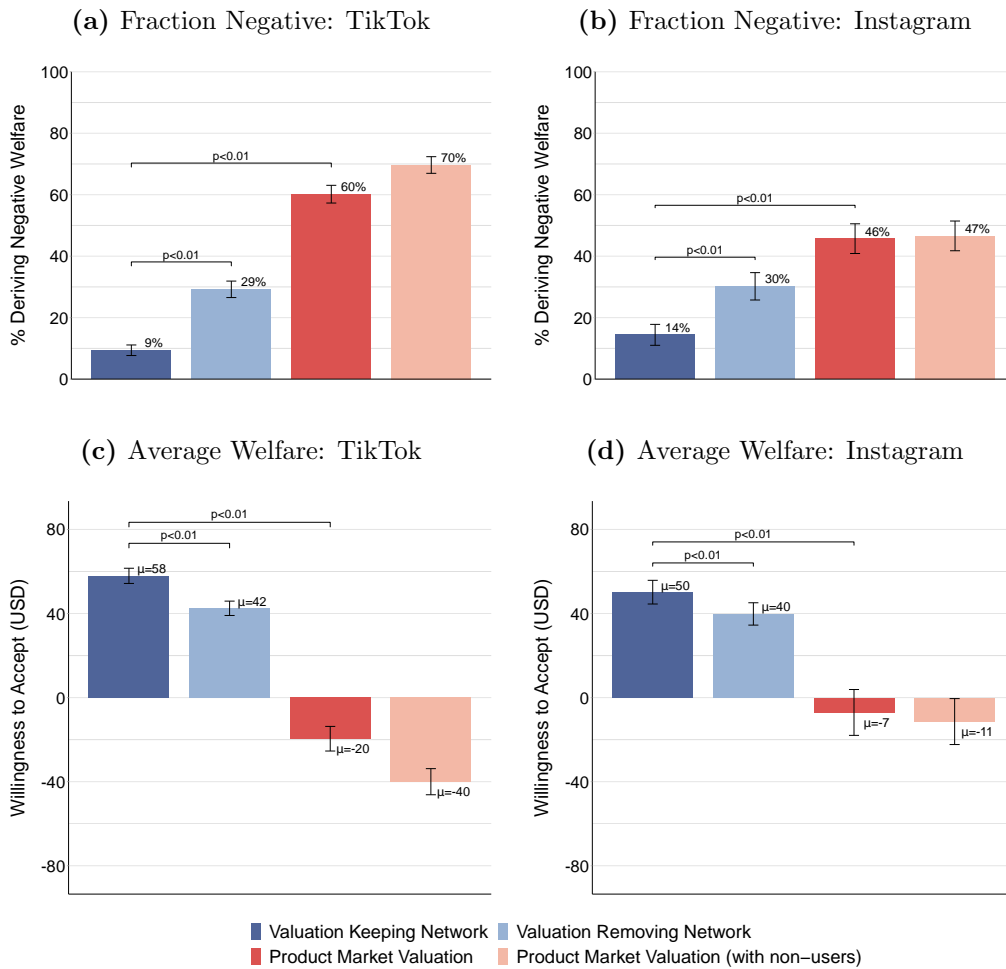 (a) Fraction Negative: TikTok
(b) Fraction Negative: Instagram
% Deriving Negative Welfare
100
80
60
40
20
0
p<0.01
p<0.01
9%
29%
60%
70%
% Deriving Negative Welfare
100
80
60
40
20
0
p<0.01
p<0.01
14%
30%
46%
47%
(c) Average Welfare: TikTok
(d) Average Welfare: Instagram
Willingness to Accept (USD)
80
40
0
-40
-80
p<0.01
p<0.01
μ=58
μ=42
μ=-20
μ=-40
Willingness to Accept (USD)
80
40
0
-40
-80
p<0.01
p<0.01
μ=50
μ=40
μ=-7
μ=-11
Valuation Keeping Network
Valuation Removing Network
Product Market Valuation
Product Market Valuation (with non−users)